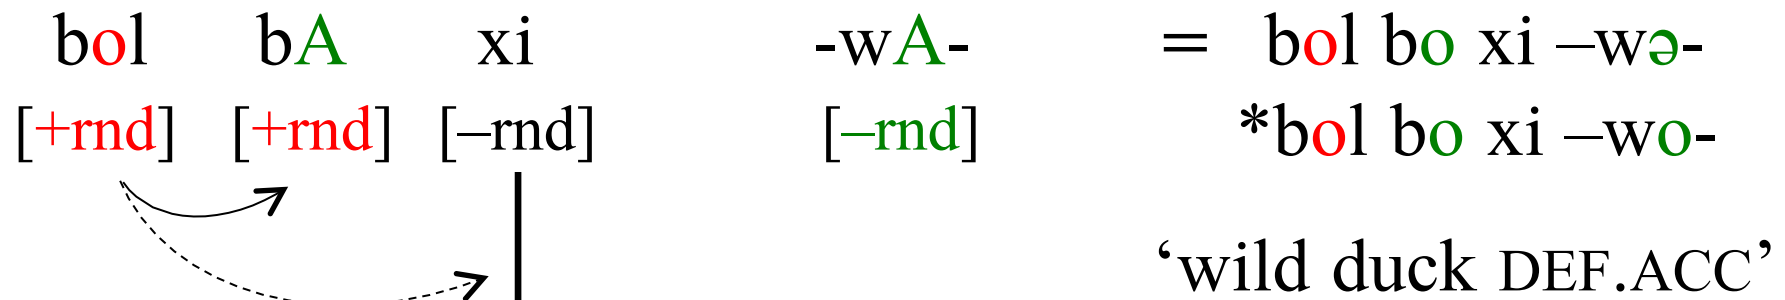 bol bA xi -wA- = bol bo xi –wə-
[+rnd] [+rnd] [–rnd] [–rnd] *bol bo xi –wo-
‘wild duck DEF.ACC’